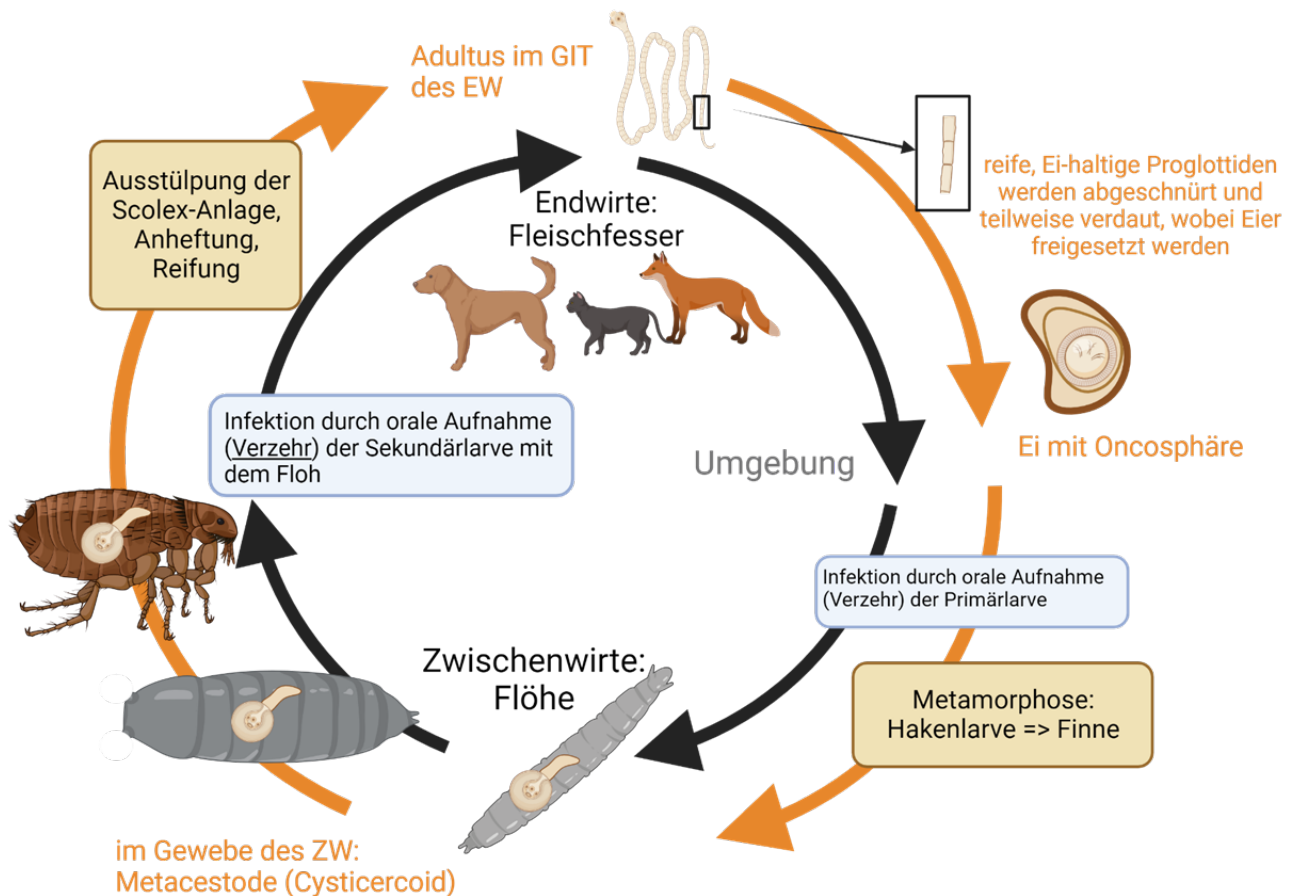 Adultus im GIT
des EW
reife, Ei-haltige Proglottiden
werden abgeschnürt und
teilweise verdaut, wobei Eier
freigesetzt werden
Ausstülpung der
Scolex-Anlage,
Anheftung,
Reifung
Endwirte:
Fleischfesser
Infektion durch orale Aufnahme
(Verzehr) der Sekundärlarve mit
dem Floh
Umgebung
Ei mit Oncosphäre
Infektion durch orale Aufnahme
(Verzehr) der Primärlarve
Zwischenwirte:
Flöhe
Metamorphose:
Hakenlarve => Finne
im Gewebe des ZW:
Metacestode (Cysticercoid)